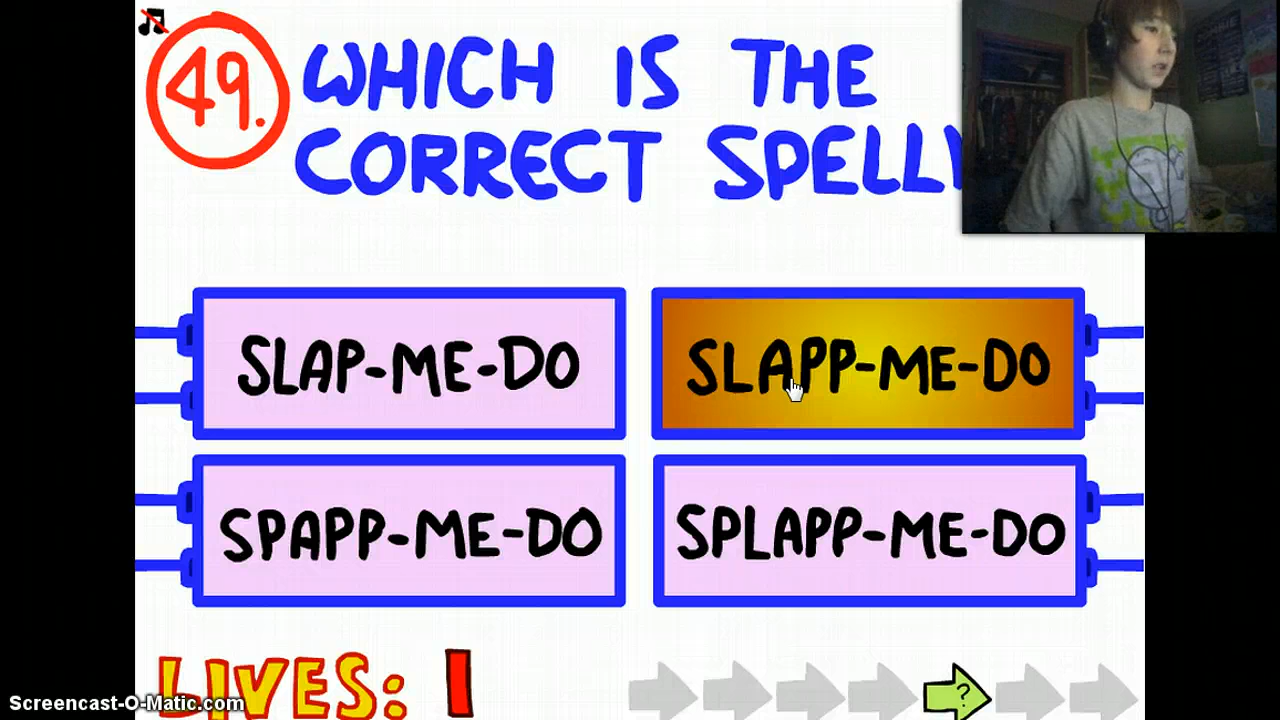 49. WHICH IS THE
CORRECT SPELLI
SLAP-ME-DO
SLAPP-ME-DO
SPAPP-ME-DO
SPLAPP-ME-DO
LIVES: 1
?
Screencast-O-Matic.com